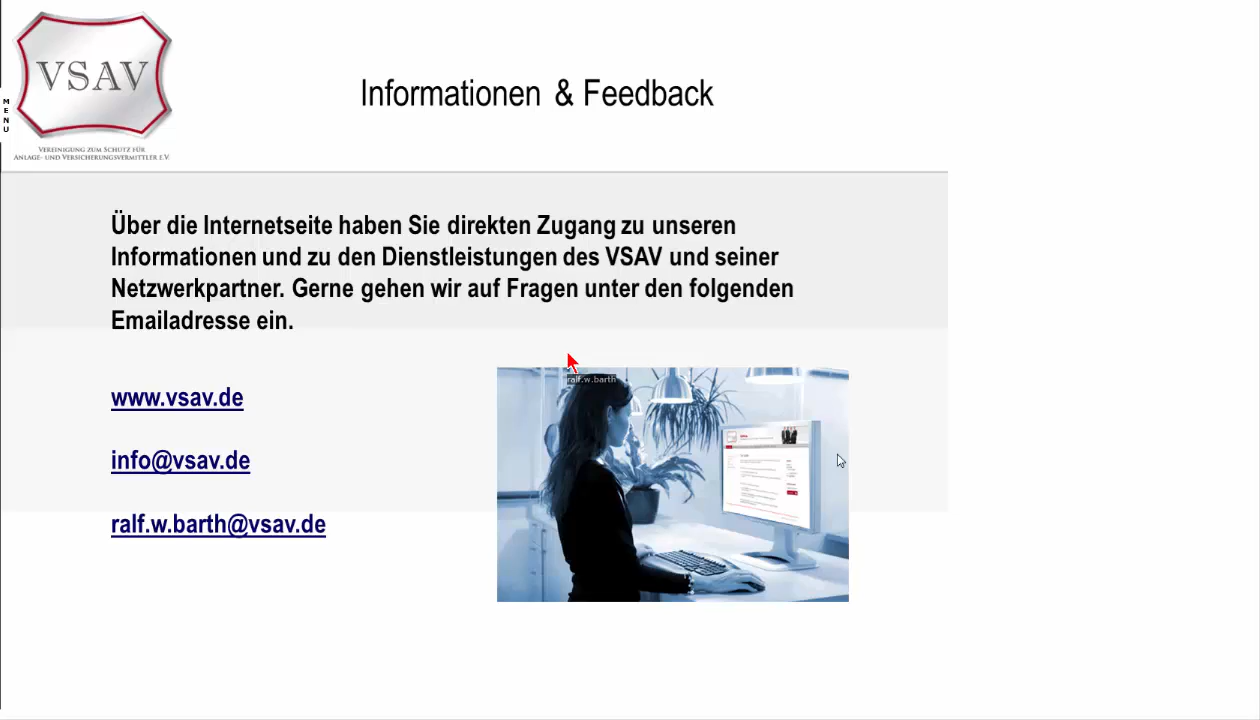 VSAV
MENU
VEREINIGUNG ZUM SCHUTZ FÜR
ANLAGE- UND VERSICHERUNGSVERMITTLER E.V.
Informationen & Feedback
Über die Internetseite haben Sie direkten Zugang zu unseren
Informationen und zu den Dienstleistungen des VSAV und seiner
Netzwerkpartner. Gerne gehen wir auf Fragen unter den folgenden
Emailadresse ein.
www.vsav.de
ralf.w.barth
info@vsav.de
ralf.w.barth@vsav.de